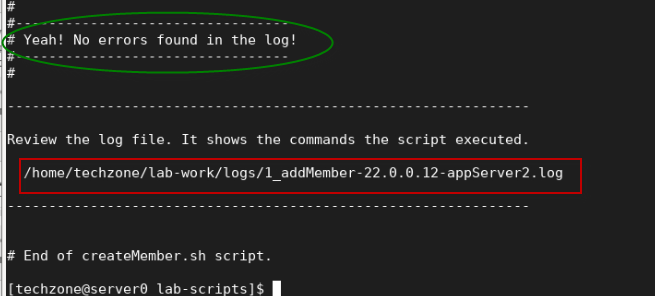 #
#---------------------------------
# Yeah! No errors found in the log!
#---------------------------------
#
---------------------------------------------------------------
Review the log file. It shows the commands the script executed.
/home/techzone/lab-work/logs/1_addMember-22.0.0.12-appServer2.log
---------------------------------------------------------------
# End of createMember.sh script.
[techzone@server0 lab-scripts]$